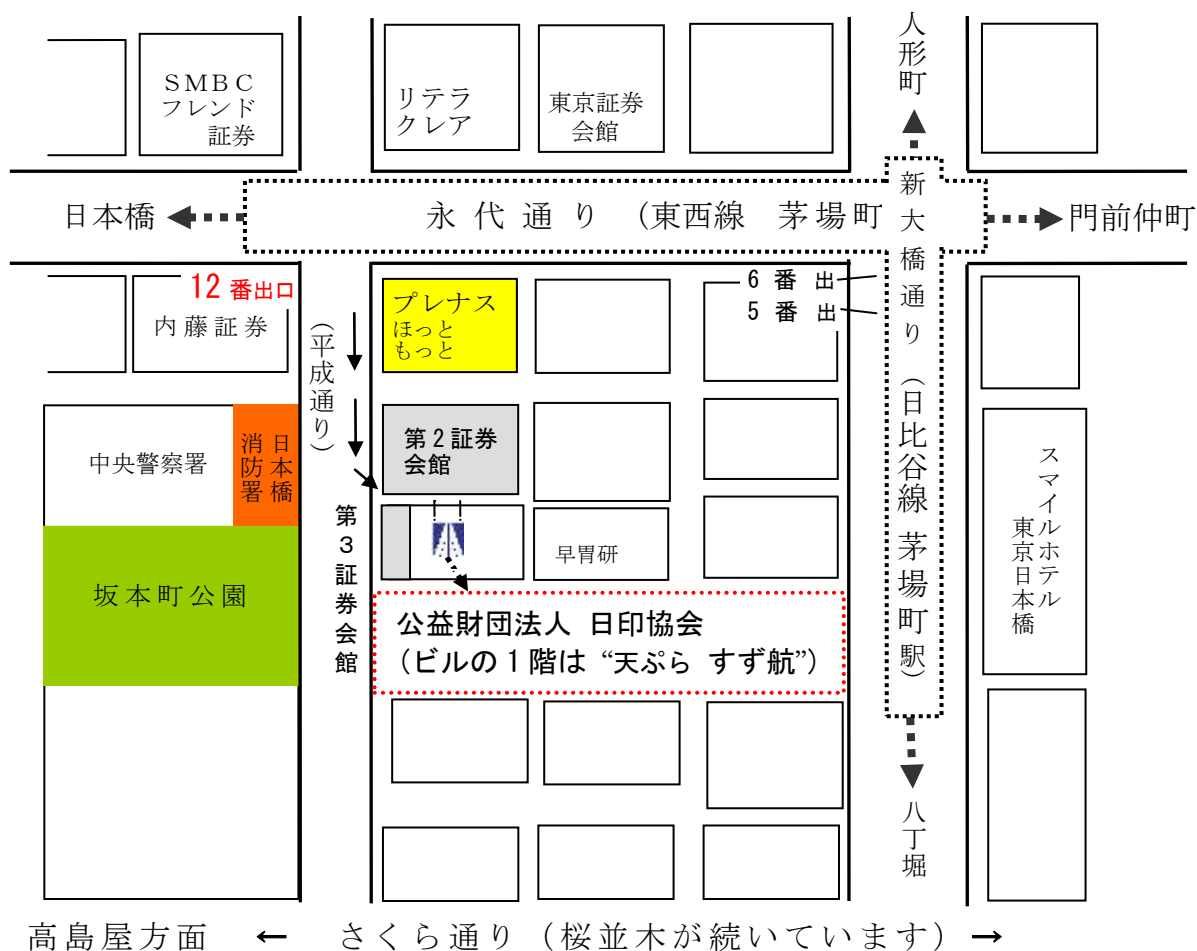 人形町
SMBC
フレンド
証券
リテラ
クレア
東京証券
会館
日本橋
永代通り (東西線 茅場町
新大橋通り (日比谷線 茅場町駅)
門前仲町
12番出口
内藤証券
(平成通り)
プレナス
ほっと
もっと
6 番 出
5 番 出
中央警察署
日本橋
消防署
第2証券
会館
スマイルホテル
東京日本橋
第3証券会館
早胃研
坂本町公園
公益財団法人 日印協会
(ビルの1階は “天ぷら すず航”)
八丁堀
高島屋方面 ← さくら通り (桜並木が続いています) →